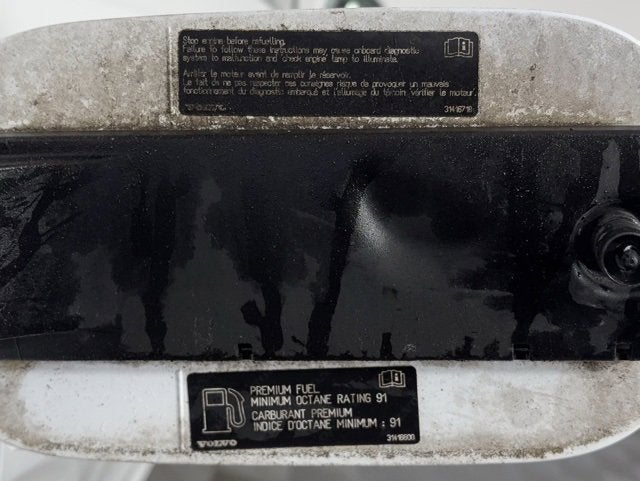 Stop engine before refuelling.
Failure to follow these instructions may cause onboard diagnostic
system to malfunction and check engine lamp to illuminate.
Arrêter le moteur avant de remplir le réservoir.
Le fait de ne pas respecter ces consignes risque de provoquer un mauvais
fonctionnement du diagnostic embarqué et l'allumage du témoin vérifier le moteur.
31416718
PREMIUM FUEL
MINIMUM OCTANE RATING 91
CARBURANT PREMIUM
INDICE D'OCTANE MINIMUM : 91
VOLVO
31416600